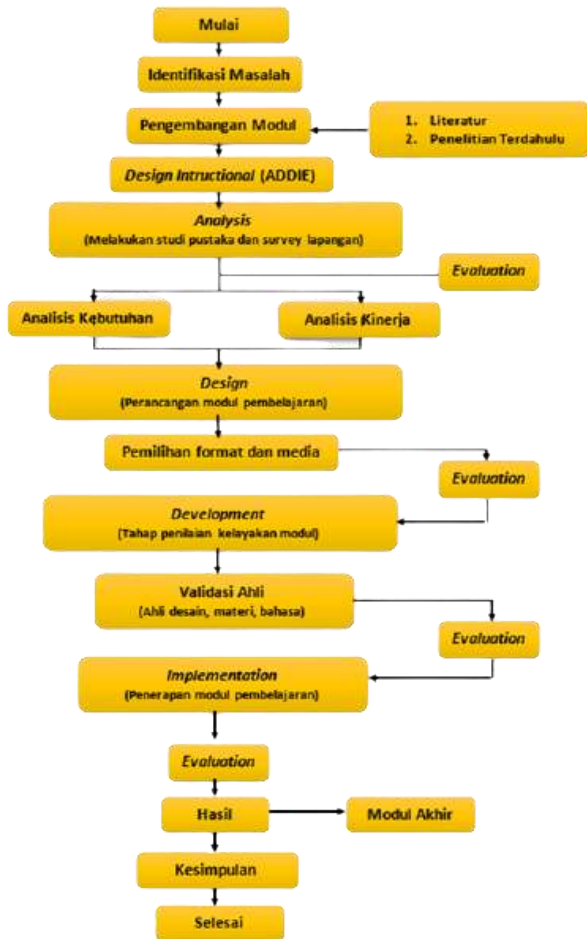 Mulai
Identifikasi Masalah
Pengembangan Modul
1. Literatur
2. Penelitian Terdahulu
Design Intructional (ADDIE)
Analysis
(Melakukan studi pustaka dan survey lapangan)
Evaluation
Analisis Kebutuhan
Analisis Kinerja
Design
(Perancangan modul pembelajaran)
Pemilihan format dan media
Evaluation
Development
(Tahap penilaian kelayakan modul)
Validasi Ahli
(Ahli desain, materi, bahasa)
Evaluation
Implementation
(Penerapan modul pembelajaran)
Evaluation
Hasil
Modul Akhir
Kesimpulan
Selesai